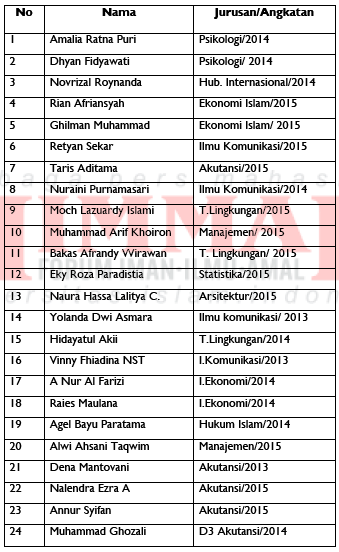 No Nama Jurusan/Angkatan
1 Amalia Ratna Puri Psikologi/2014
2 Dhyan Fidyawati Psikologi/ 2014
3 Novrizal Roynanda Hub. Internasional/2014
4 Rian Afriansyah Ekonomi Islam/2015
5 Ghilman Muhammad Ekonomi Islam/ 2015
6 Retyan Sekar Ilmu Komunikasi/2015
7 Taris Aditama Akutansi/2015
8 Nuraini Purnamasari Ilmu Komunikasi/2014
9 Moch Lazuardy Islami T.Lingkungan/2015
10 Muhammad Arif Khoiron Manajemen/ 2015
11 Bakas Afrandy Wirawan T. Lingkungan/ 2015
12 Eky Roza Paradistia Statistika/2015
13 Naura Hassa Lalitya C. Arsitektur/2015
14 Yolanda Dwi Asmara Ilmu komunikasi/ 2013
15 Hidayatul Akii T.Lingkungan/2014
16 Vinny Fhiadina NST I.Komunikasi/2013
17 A Nur Al Farizi I.Ekonomi/2014
18 Raies Maulana I.Ekonomi/2014
19 Agel Bayu Paratama Hukum Islam/2014
20 Alwi Ahsani Taqwim Manajemen/2015
21 Dena Mantovani Akutansi/2013
22 Nalendra Ezra A Akutansi/2015
23 Annur Syifan Akutansi/2015
24 Muhammad Ghozali D3 Akutansi/2014